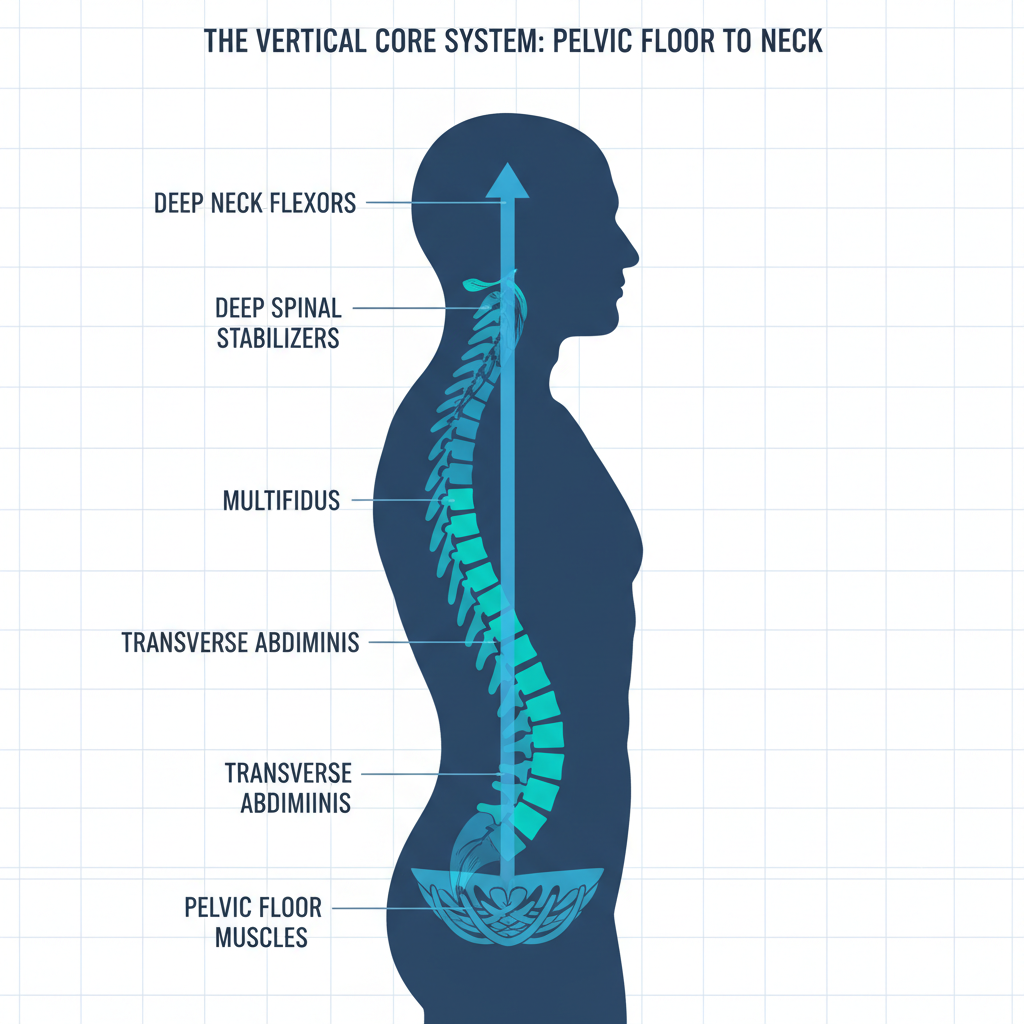 THE VERTICAL CORE SYSTEM: PELVIC FLOOR TO NECK
DEEP NECK FLEXORS
DEEP SPINAL
STABILIZERS
MULTIFIDUS
TRANSVERSE ABDIMINIS
TRANSVERSE
ABDIMIINIS
PELVIC FLOOR
MUSCLES